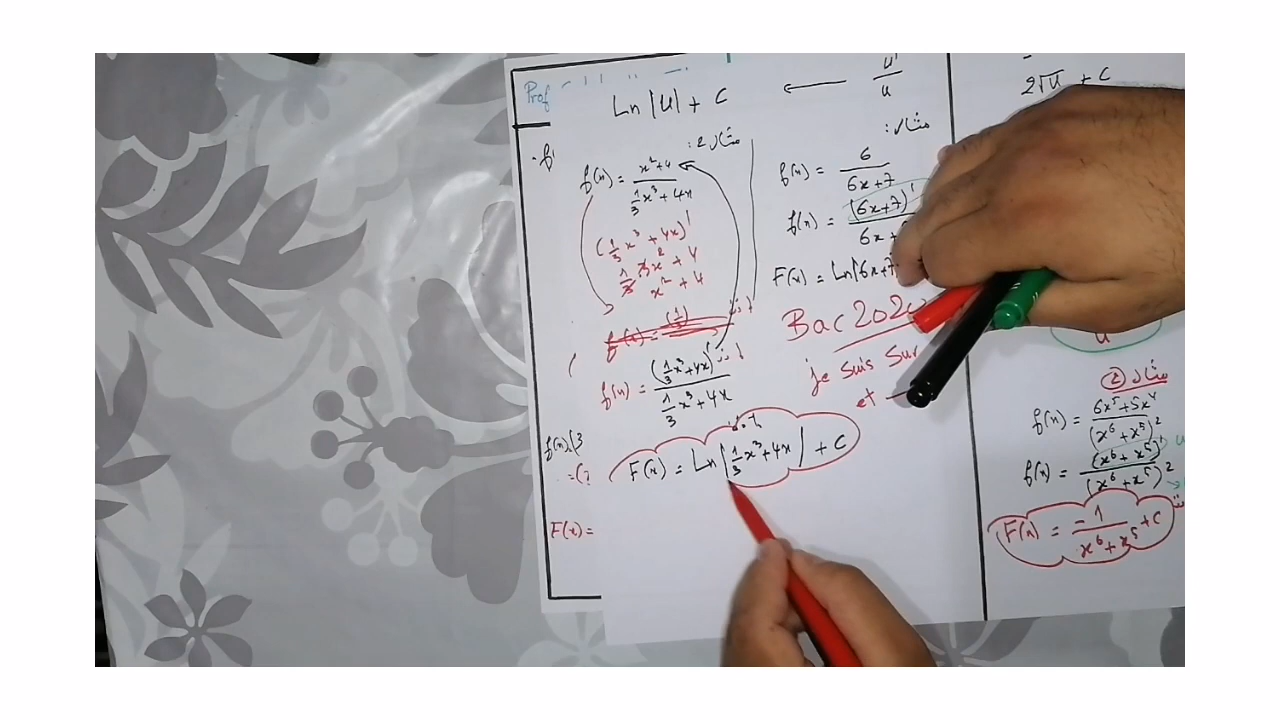 Prof
Ln |u| + C ← u'/u
مثال 2:
f(x) = (x²+4)/(1/3 x³ + 4x)
(1/3 x³ + 4x)'
1/3 3x² + 4
x² + 4
f(x) = (1/3 x³ + 4x)'/(1/3 x³ + 4x)
F(x) = Ln |1/3 x³ + 4x| + C
F(x) =
مثال:
f(x) = 6/(6x+7)
f(x) = (6x+7)'/6x+
F(x) = Ln|6x+7
Bac 202
je suis sur
et
2√u + C
u
مثال ②
f(x) = (6x⁵ + 5x⁴)/(x⁶ + x⁵)²
f(x) = (x⁶ + x⁵)'/(x⁶ + x⁵)²
F(x) = -1/(x⁶ + x⁵) + C